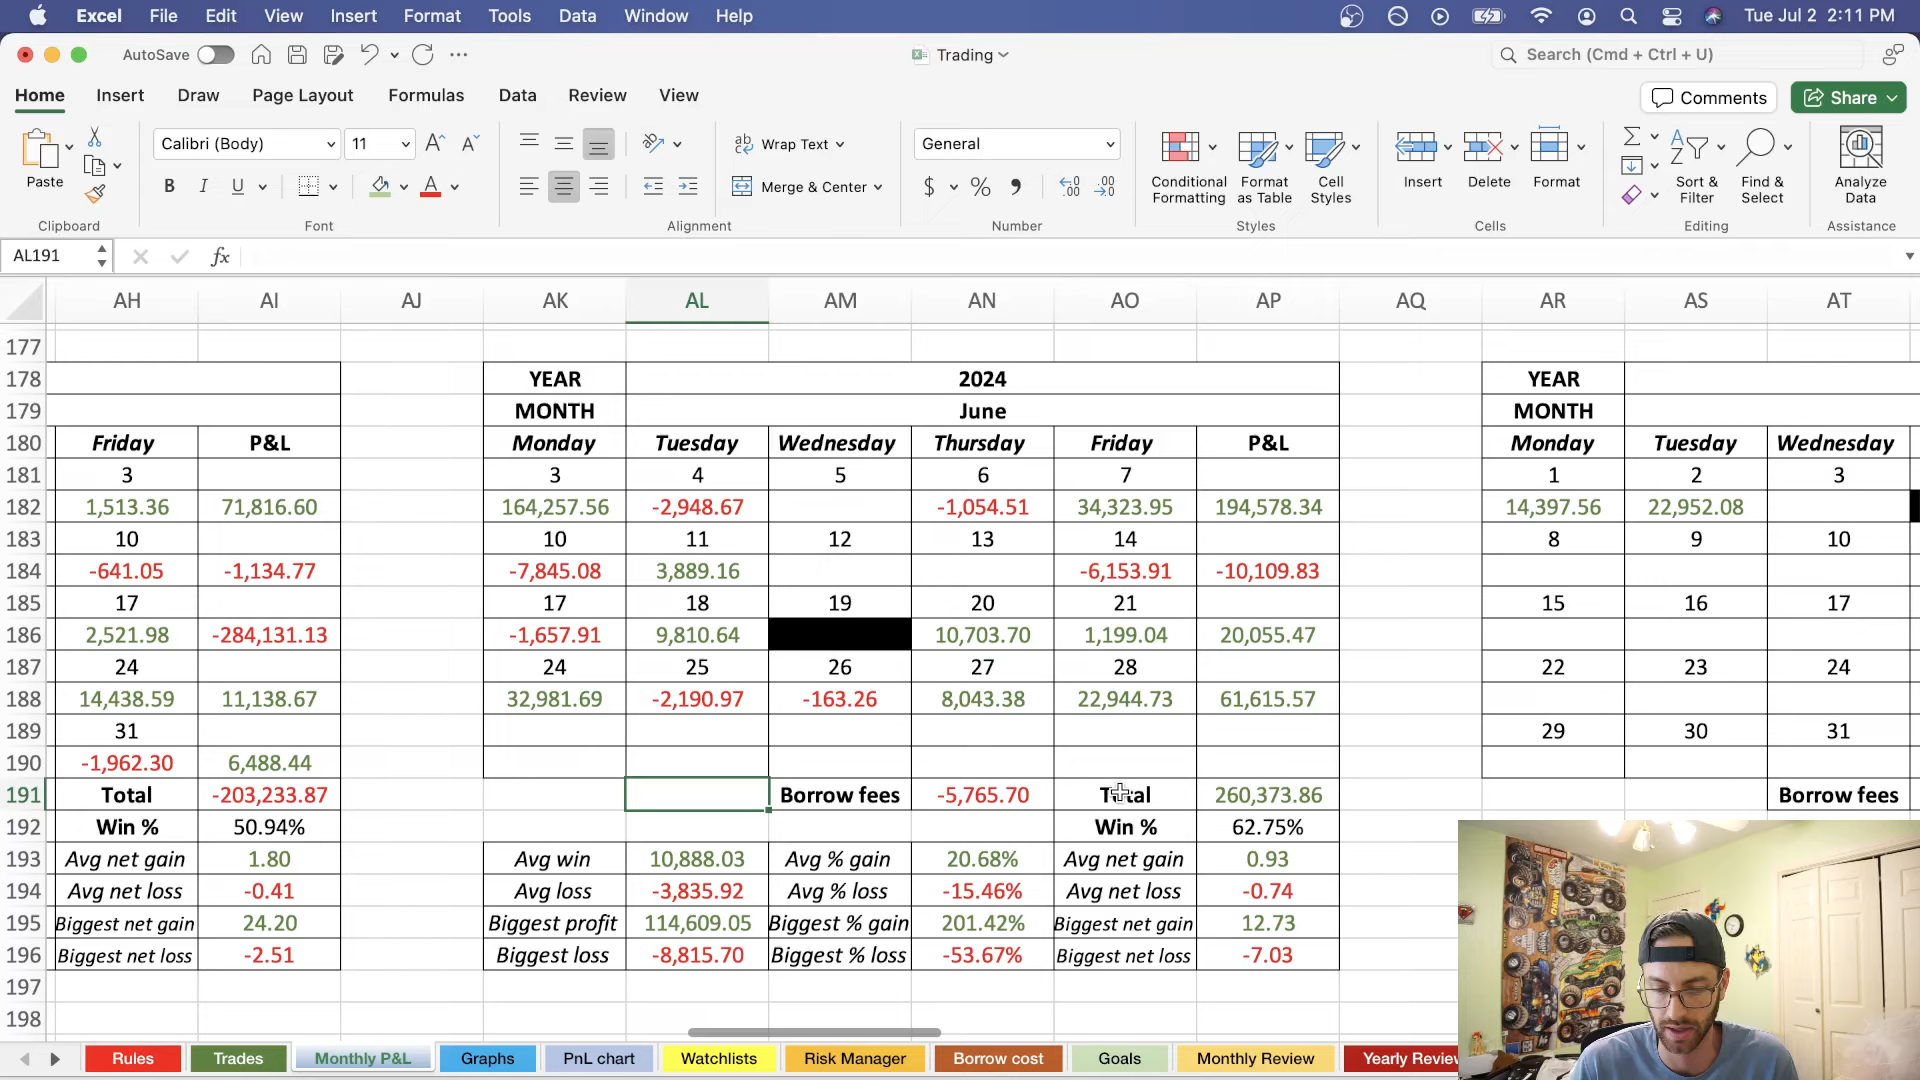 Excel File Edit View Insert Format Tools Data Window Help Tue Jul 2 2:11 PM
AutoSave Trading Search (Cmd + Ctrl + U)
Home Insert Draw Page Layout Formulas Data Review View Comments Share
Paste Calibri (Body) 11 Wrap Text General Conditional Formatting Format as Table Cell Styles Insert Delete Format Sort & Filter Find & Select Analyze Data
B I U Merge & Center $ %
Clipboard Font Alignment Number Styles Cells Editing Assistance
AL191 fx
AH AI AJ AK AL AM AN AO AP AQ AR AS AT
177
178 YEAR 2024 YEAR
179 MONTH June MONTH
180 Friday P&L Monday Tuesday Wednesday Thursday Friday P&L Monday Tuesday Wednesday
181 3 3 4 5 6 7 1 2 3
182 1,513.36 71,816.60 164,257.56 -2,948.67 -1,054.51 34,323.95 194,578.34 14,397.56 22,952.08
183 10 10 11 12 13 14 8 9 10
184 -641.05 -1,134.77 -7,845.08 3,889.16 -6,153.91 -10,109.83
185 17 17 18 19 20 21 15 16 17
186 2,521.98 -284,131.13 -1,657.91 9,810.64 10,703.70 1,199.04 20,055.47
187 24 24 25 26 27 28 22 23 24
188 14,438.59 11,138.67 32,981.69 -2,190.97 -163.26 8,043.38 22,944.73 61,615.57
189 31 29 30 31
190 -1,962.30 6,488.44
191 Total -203,233.87 Borrow fees -5,765.70 Total 260,373.86 Borrow fees
192 Win % 50.94% Win % 62.75%
193 Avg net gain 1.80 Avg win 10,888.03 Avg % gain 20.68% Avg net gain 0.93
194 Avg net loss -0.41 Avg loss -3,835.92 Avg % loss -15.46% Avg net loss -0.74
195 Biggest net gain 24.20 Biggest profit 114,609.05 Biggest % gain 201.42% Biggest net gain 12.73
196 Biggest net loss -2.51 Biggest loss -8,815.70 Biggest % loss -53.67% Biggest net loss -7.03
197
198
Rules Trades Monthly P&L Graphs PnL chart Watchlists Risk Manager Borrow cost Goals Monthly Review Yearly Review